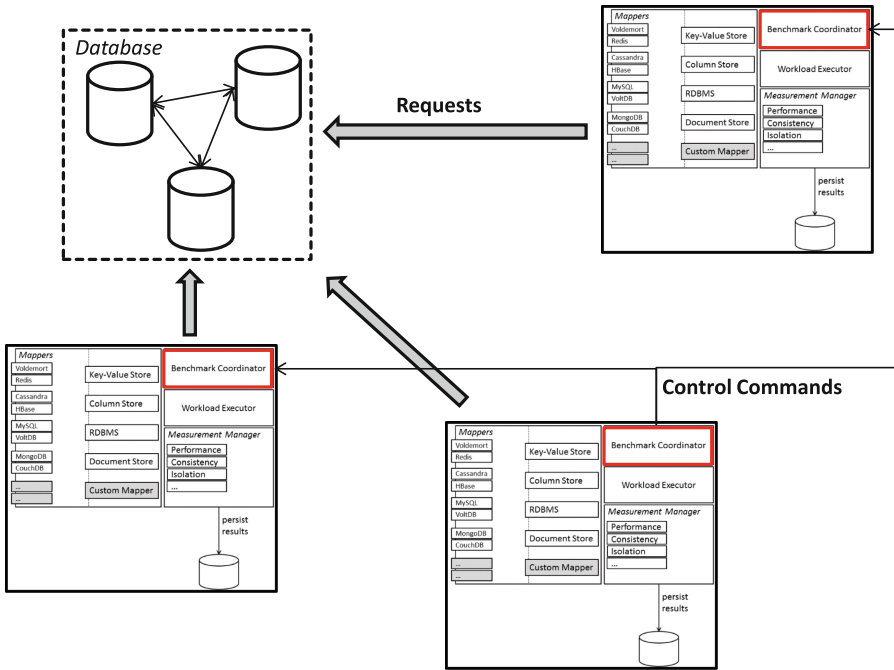 Database
Requests
Mappers
Voldemort
Redis
Cassandra
HBase
MySQL
VoltDB
MongoDB
CouchDB
...
...
Key-Value Store
Column Store
RDBMS
Document Store
Custom Mapper
Benchmark Coordinator
Workload Executor
Measurement Manager
Performance
Consistency
Isolation
...
persist
results
Mappers
Voldemort
Redis
Cassandra
HBase
MySQL
VoltDB
MongoDB
CouchDB
...
...
Key-Value Store
Column Store
RDBMS
Document Store
Custom Mapper
Benchmark Coordinator
Workload Executor
Measurement Manager
Performance
Consistency
Isolation
...
persist
results
Control Commands
Mappers
Voldemort
Redis
Cassandra
HBase
MySQL
VoltDB
MongoDB
CouchDB
...
...
Key-Value Store
Column Store
RDBMS
Document Store
Custom Mapper
Benchmark Coordinator
Workload Executor
Measurement Manager
Performance
Consistency
Isolation
...
persist
results